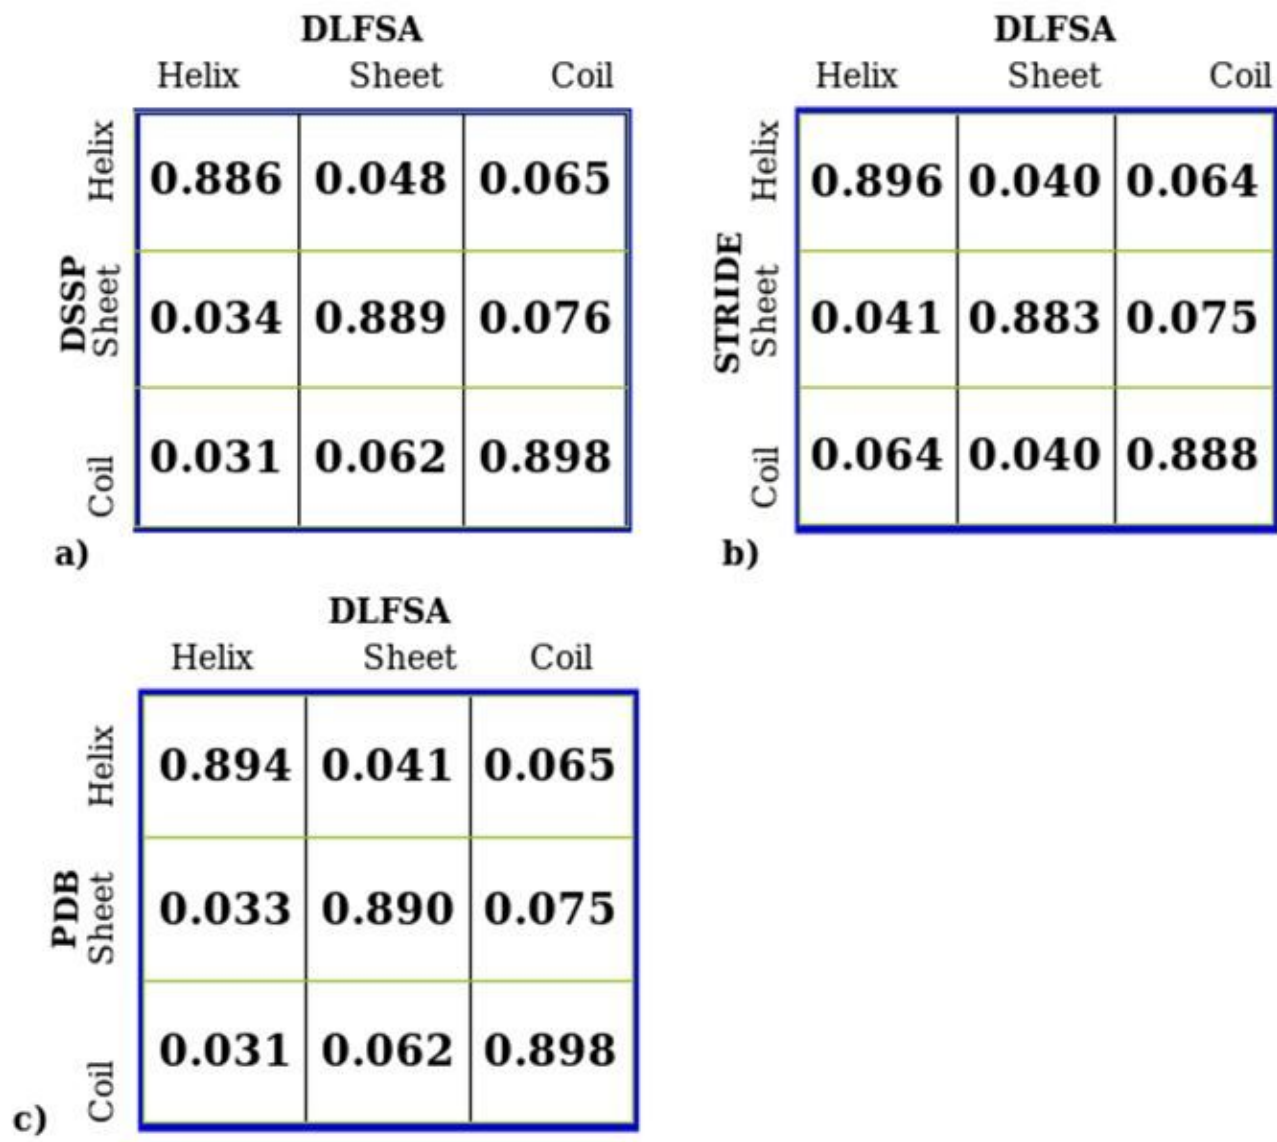 DLFSA
Helix Sheet Coil
DSSP
Helix 0.886 0.048 0.065
Sheet 0.034 0.889 0.076
Coil 0.031 0.062 0.898
a)
DLFSA
Helix Sheet Coil
STRIDE
Helix 0.896 0.040 0.064
Sheet 0.041 0.883 0.075
Coil 0.064 0.040 0.888
b)
DLFSA
Helix Sheet Coil
PDB
Helix 0.894 0.041 0.065
Sheet 0.033 0.890 0.075
Coil 0.031 0.062 0.898
c)